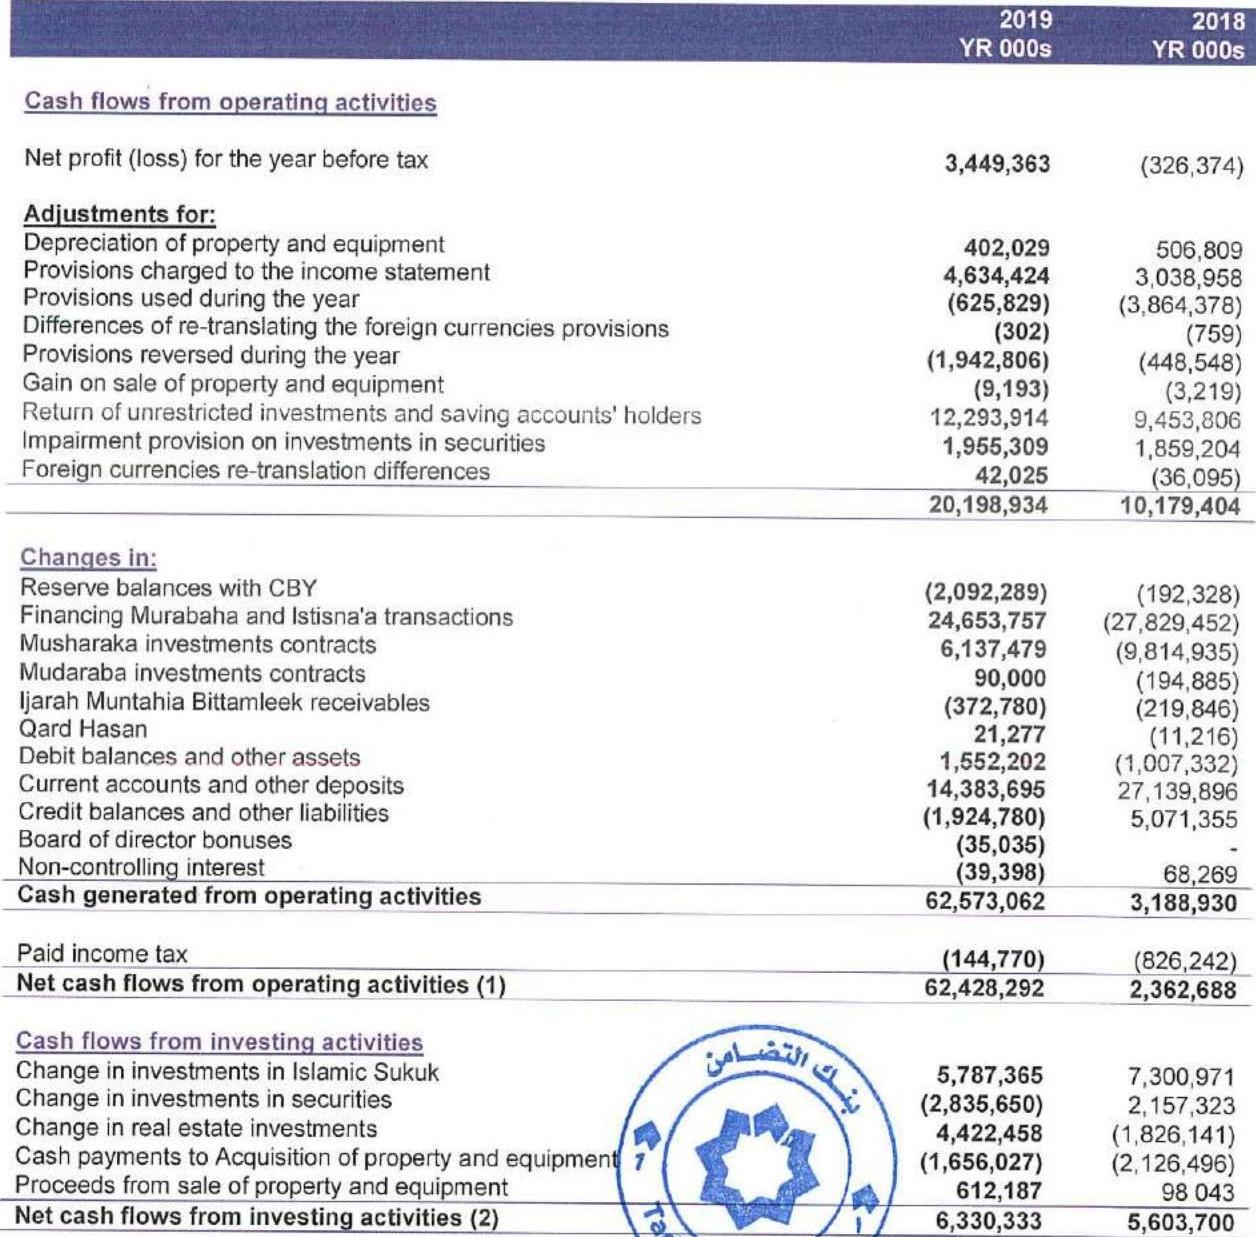 2019 2018
YR 000s YR 000s
Cash flows from operating activities
Net profit (loss) for the year before tax 3,449,363 (326,374)
Adjustments for:
Depreciation of property and equipment 402,029 506,809
Provisions charged to the income statement 4,634,424 3,038,958
Provisions used during the year (625,829) (3,864,378)
Differences of re-translating the foreign currencies provisions (302) (759)
Provisions reversed during the year (1,942,806) (448,548)
Gain on sale of property and equipment (9,193) (3,219)
Return of unrestricted investments and saving accounts' holders 12,293,914 9,453,806
Impairment provision on investments in securities 1,955,309 1,859,204
Foreign currencies re-translation differences 42,025 (36,095)
20,198,934 10,179,404
Changes in:
Reserve balances with CBY (2,092,289) (192,328)
Financing Murabaha and Istisna'a transactions 24,653,757 (27,829,452)
Musharaka investments contracts 6,137,479 (9,814,935)
Mudaraba investments contracts 90,000 (194,885)
Ijarah Muntahia Bittamleek receivables (372,780) (219,846)
Qard Hasan 21,277 (11,216)
Debit balances and other assets 1,552,202 (1,007,332)
Current accounts and other deposits 14,383,695 27,139,896
Credit balances and other liabilities (1,924,780) 5,071,355
Board of director bonuses (35,035) -
Non-controlling interest (39,398) 68,269
Cash generated from operating activities 62,573,062 3,188,930
Paid income tax (144,770) (826,242)
Net cash flows from operating activities (1) 62,428,292 2,362,688
Cash flows from investing activities
بنك التضامن
Change in investments in Islamic Sukuk 5,787,365 7,300,971
Change in investments in securities (2,835,650) 2,157,323
Change in real estate investments 4,422,458 (1,826,141)
Cash payments to Acquisition of property and equipment (1,656,027) (2,126,496)
Proceeds from sale of property and equipment 612,187 98 043
Net cash flows from investing activities (2) 6,330,333 5,603,700